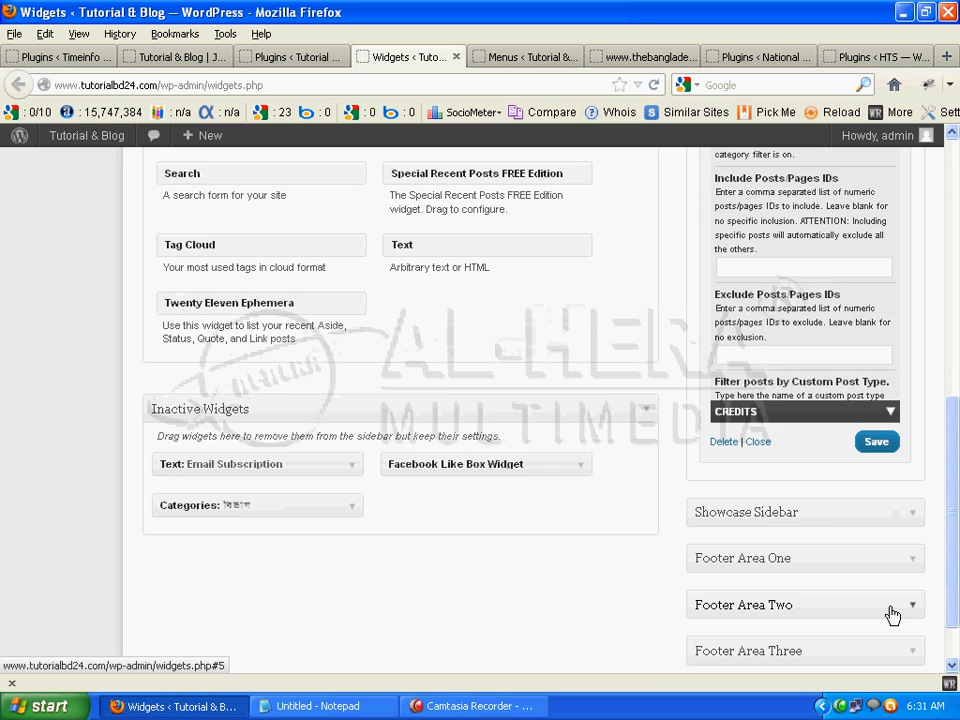 Widgets ‹ Tutorial & Blog — WordPress - Mozilla Firefox
File Edit View History Bookmarks Tools Help
Plugins ‹ Timeinfo
Tutorial & Blog | J...
Plugins ‹ Tutorial ...
Widgets ‹ Tuto...
Menus ‹ Tutorial &...
www.thebanglade...
Plugins ‹ National ...
Plugins ‹ HTS — W...
www.tutorialbd24.com/wp-admin/widgets.php
Google
: 0/10 : 15,747,384 : n/a : n/a : 23 : 0 : 0 : 0 SocioMeter Compare Whois Similar Sites Pick Me Reload More Sett
Tutorial & Blog + New Howdy, admin
category filter is on.
Search
A search form for your site
Special Recent Posts FREE Edition
The Special Recent Posts FREE Edition
widget. Drag to configure.
Tag Cloud
Your most used tags in cloud format
Text
Arbitrary text or HTML
Twenty Eleven Ephemera
Use this widget to list your recent Aside,
Status, Quote, and Link posts
Include Posts/Pages IDs
Enter a comma separated list of numeric
posts/pages IDs to include. Leave blank for
no specific inclusion. ATTENTION: Including
specific posts will automatically exclude all
the others.
Exclude Posts/Pages IDs
Enter a comma separated list of numeric
posts/pages IDs to exclude. Leave blank for
no exclusion.
Filter posts by Custom Post Type.
Type here the name of a custom post type
CREDITS
Delete | Close Save
AL-HERA
MULTIMEDIA
Inactive Widgets
Drag widgets here to remove them from the sidebar but keep their settings.
Text: Email Subscription
Facebook Like Box Widget
Categories: বিভাগ
Showcase Sidebar
Footer Area One
Footer Area Two
Footer Area Three
www.tutorialbd24.com/wp-admin/widgets.php#5
WR
start
Widgets ‹ Tutorial & B...
Untitled - Notepad
Camtasia Recorder - ...
6:31 AM